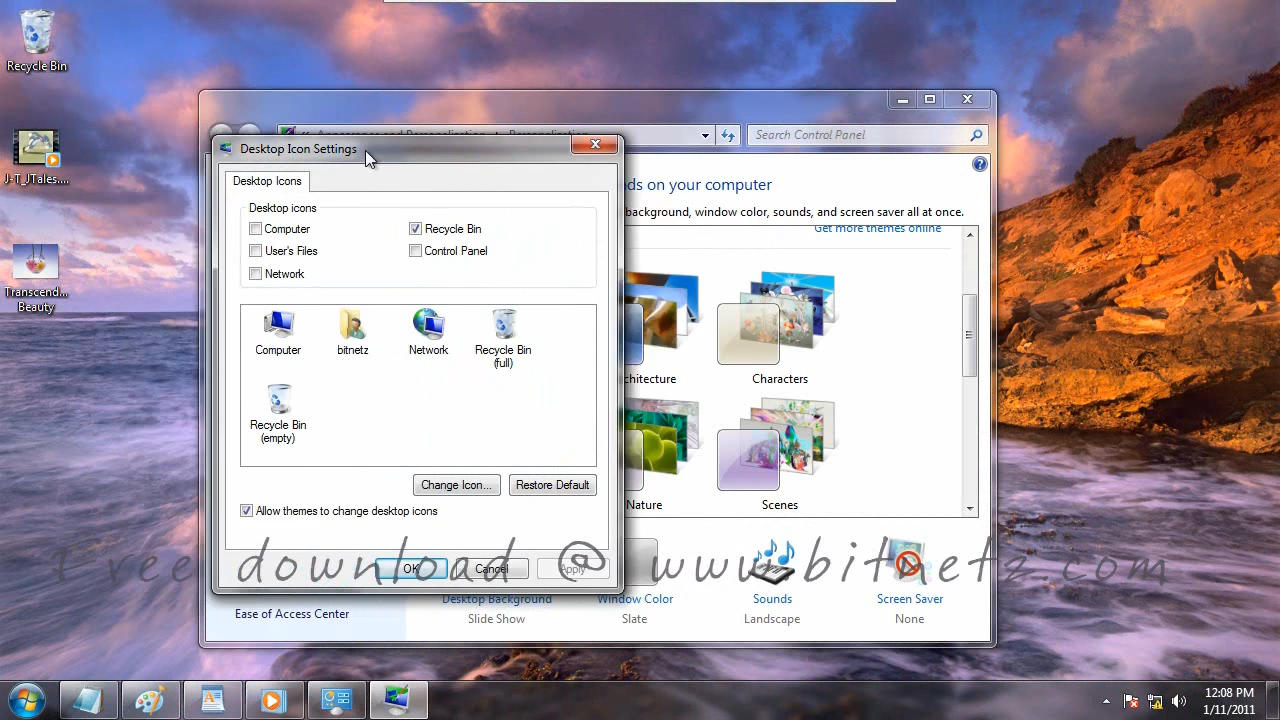 Recycle Bin
J-T_JTales....
Transcend...
Beauty
Search Control Panel
Desktop Icon Settings
ds on your computer
Desktop Icons
background, window color, sounds, and screen saver all at once.
Get more themes online
Desktop icons
Computer
Recycle Bin
User's Files
Control Panel
Network
Computer
bitnetz
Network
Recycle Bin
(full)
Recycle Bin
(empty)
chitecture
Characters
Nature
Scenes
Change Icon...
Restore Default
Allow themes to change desktop icons
OK
Cancel
Apply
Free download @ www.bitnetz.com
Ease of Access Center
Desktop Background
Slide Show
Window Color
Slate
Sounds
Landscape
Screen Saver
None
12:08 PM
1/11/2011